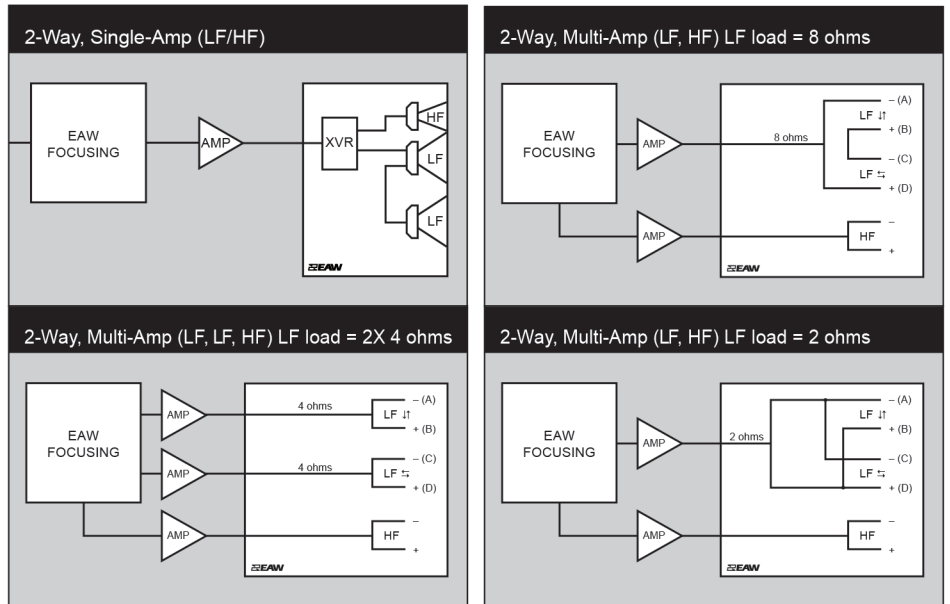 2-Way, Single-Amp (LF/HF)
EAW
FOCUSING
AMP
XVR
HF
LF
LF
EAW
2-Way, Multi-Amp (LF, HF) LF load = 8 ohms
EAW
FOCUSING
AMP
8 ohms
– (A)
LF ↓↑
+ (B)
– (C)
LF ⇆
+ (D)
AMP
–
HF
+
EAW
2-Way, Multi-Amp (LF, LF, HF) LF load = 2X 4 ohms
EAW
FOCUSING
AMP
4 ohms
– (A)
LF ↓↑
+ (B)
AMP
4 ohms
– (C)
LF ⇆
+ (D)
AMP
–
HF
+
EAW
2-Way, Multi-Amp (LF, HF) LF load = 2 ohms
EAW
FOCUSING
AMP
2 ohms
– (A)
LF ↓↑
+ (B)
– (C)
LF ⇆
+ (D)
AMP
–
HF
+
EAW